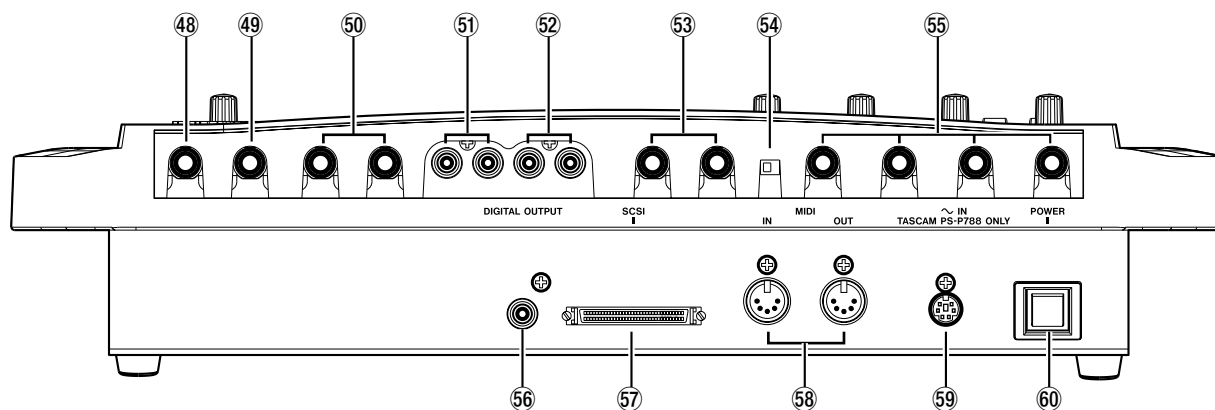 48 49 50 51 52 53 54 55
DIGITAL OUTPUT SCSI MIDI ∿ IN POWER
IN OUT TASCAM PS-P788 ONLY
56 57 58 59 60